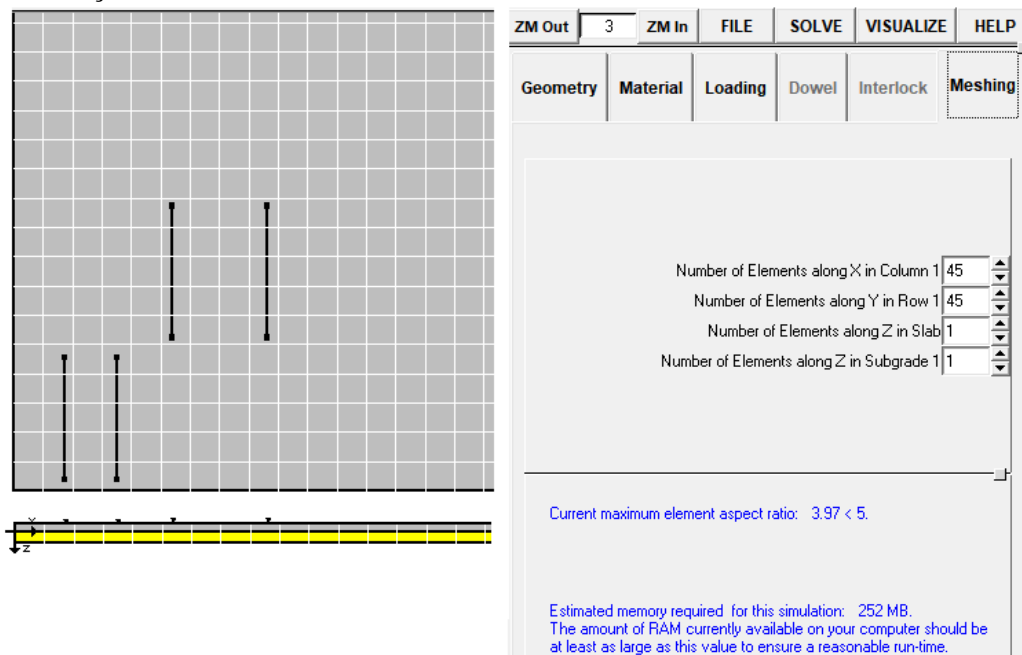 ZM Out 3 ZM In FILE SOLVE VISUALIZE HELP
Geometry Material Loading Dowel Interlock Meshing
Number of Elements along X in Column 1 45
Number of Elements along Y in Row 1 45
Number of Elements along Z in Slab 1
Number of Elements along Z in Subgrade 1 1
x
z
Current maximum element aspect ratio: 3.97 < 5.
Estimated memory required for this simulation: 252 MB.
The amount of RAM currently available on your computer should be
at least as large as this value to ensure a reasonable run-time.